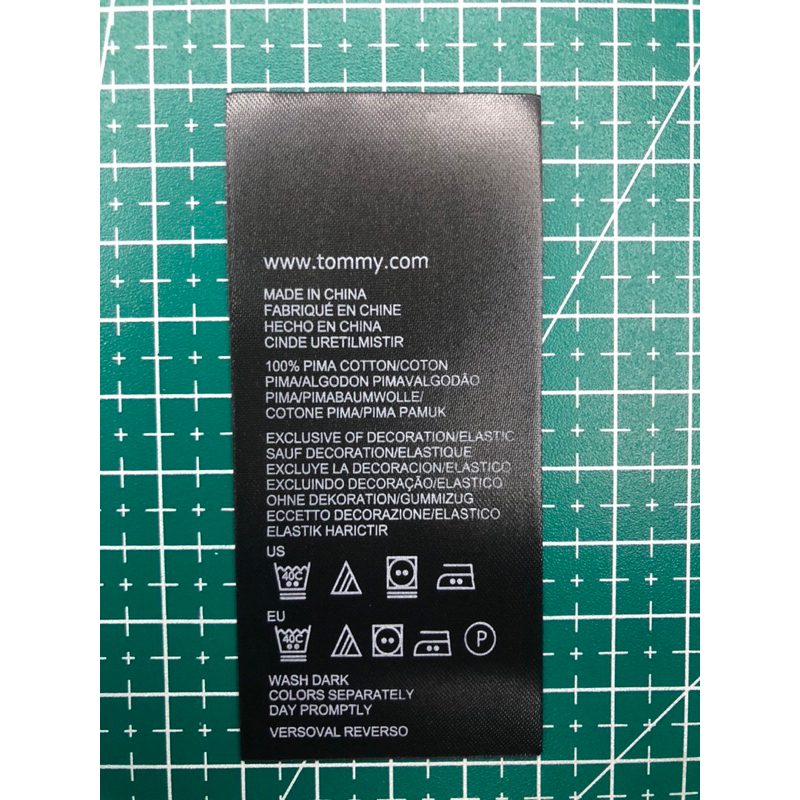 www.tommy.com
MADE IN CHINA
FABRIQUÉ EN CHINE
HECHO EN CHINA
CINDE URETILMISTIR
100% PIMA COTTON/COTON
PIMA/ALGODON PIMAVALGODÃO
PIMA/PIMABAUMWOLLE/
COTONE PIMA/PIMA PAMUK
EXCLUSIVE OF DECORATION/ELASTIC
SAUF DECORATION/ELASTIQUE
EXCLUYE LA DECORACION/ELASTICO
EXCLUINDO DECORAÇÃO/ELASTICO
OHNE DEKORATION/GUMMIZUG
ECCETTO DECORAZIONE/ELASTICO
ELASTIK HARICTIR
US
40C
EU
40C P
WASH DARK
COLORS SEPARATELY
DAY PROMPTLY
VERSOVAL REVERSO